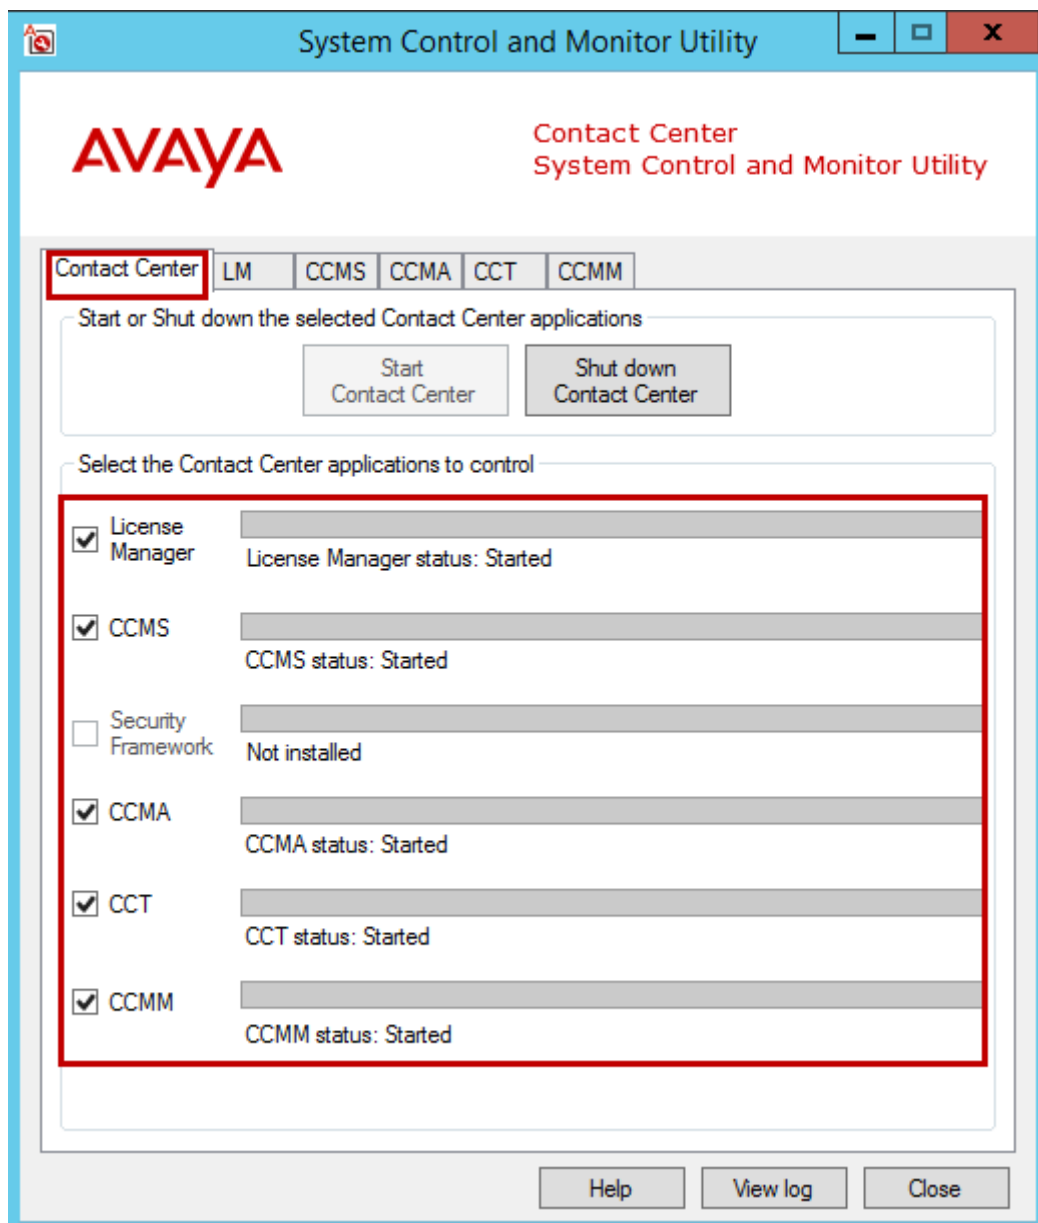 System Control and Monitor Utility
AVAYA
Contact Center
System Control and Monitor Utility
Contact Center LM CCMS CCMA CCT CCMM
Start or Shut down the selected Contact Center applications
Start
Contact Center
Shut down
Contact Center
Select the Contact Center applications to control
License
Manager
License Manager status: Started
CCMS
CCMS status: Started
Security
Framework
Not installed
CCMA
CCMA status: Started
CCT
CCT status: Started
CCMM
CCMM status: Started
Help View log Close